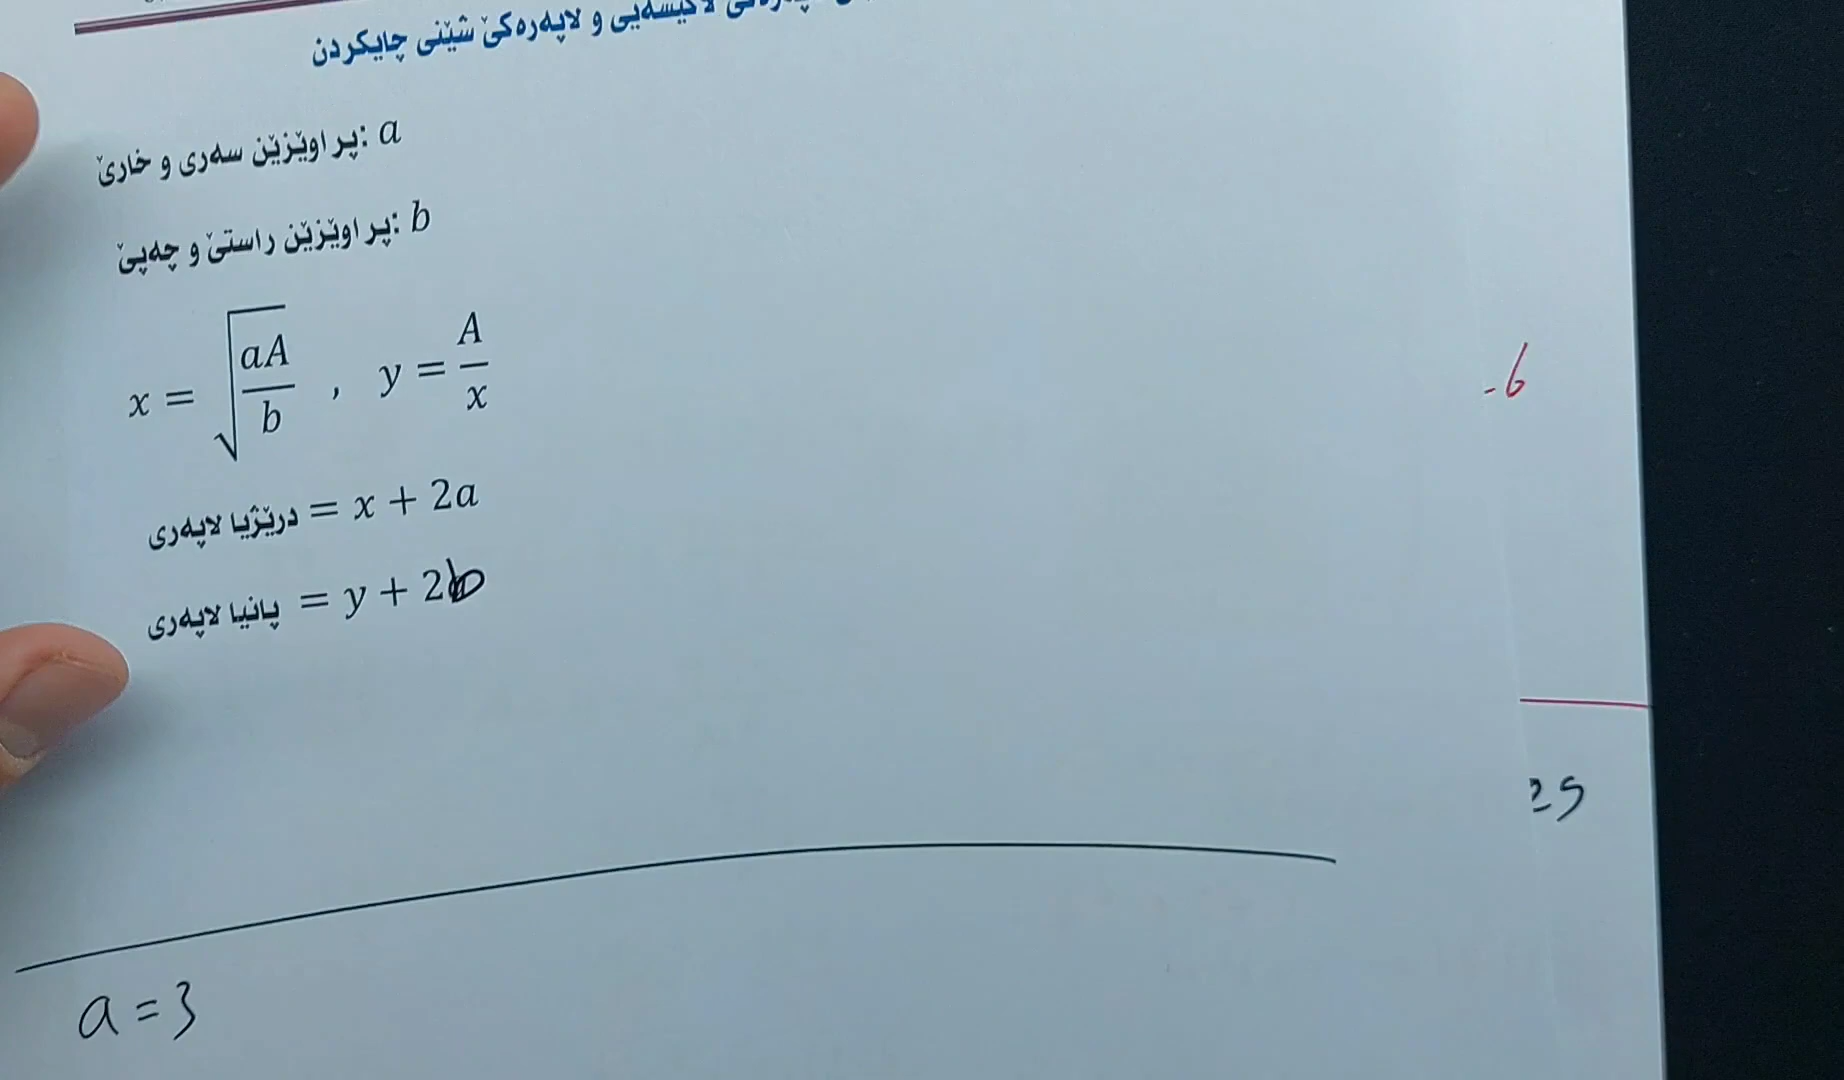 و لاپەرەکێ شێنی چاپکردن
a :پراوێزێن سەری و خارێ
b :پراوێزێن راستێ و چەپێ
x = √(aA/b) , y = A/x
درێژیا لاپەری = x + 2a
پانیا لاپەری = y + 2b
-6
25
a = 3